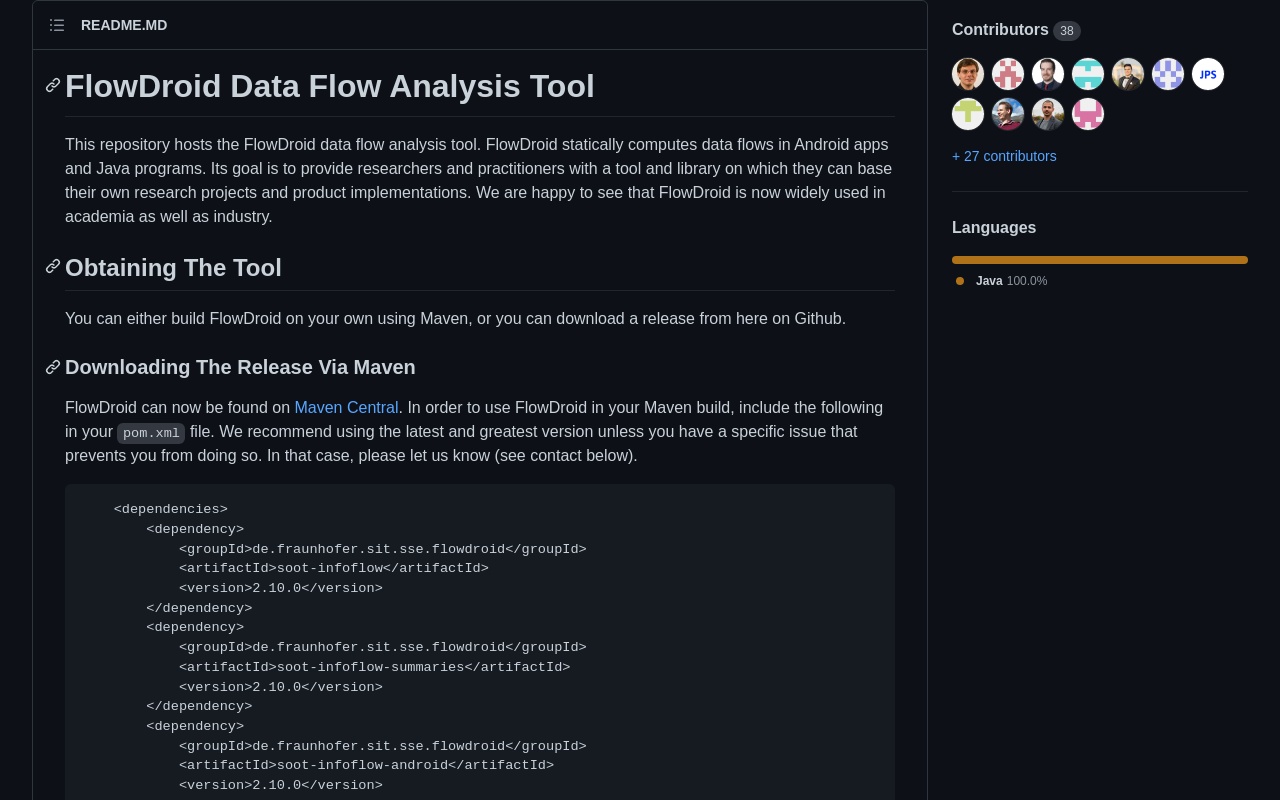 README.MD
FlowDroid Data Flow Analysis Tool
This repository hosts the FlowDroid data flow analysis tool. FlowDroid statically computes data flows in Android apps
and Java programs. Its goal is to provide researchers and practitioners with a tool and library on which they can base
their own research projects and product implementations. We are happy to see that FlowDroid is now widely used in
academia as well as industry.
Obtaining The Tool
You can either build FlowDroid on your own using Maven, or you can download a release from here on Github.
Downloading The Release Via Maven
FlowDroid can now be found on Maven Central. In order to use FlowDroid in your Maven build, include the following
in your pom.xml file. We recommend using the latest and greatest version unless you have a specific issue that
prevents you from doing so. In that case, please let us know (see contact below).
<dependencies>
    <dependency>
        <groupId>de.fraunhofer.sit.sse.flowdroid</groupId>
        <artifactId>soot-infoflow</artifactId>
        <version>2.10.0</version>
    </dependency>
    <dependency>
        <groupId>de.fraunhofer.sit.sse.flowdroid</groupId>
        <artifactId>soot-infoflow-summaries</artifactId>
        <version>2.10.0</version>
    </dependency>
    <dependency>
        <groupId>de.fraunhofer.sit.sse.flowdroid</groupId>
        <artifactId>soot-infoflow-android</artifactId>
        <version>2.10.0</version>
Contributors 38
JPS
+ 27 contributors
Languages
Java 100.0%